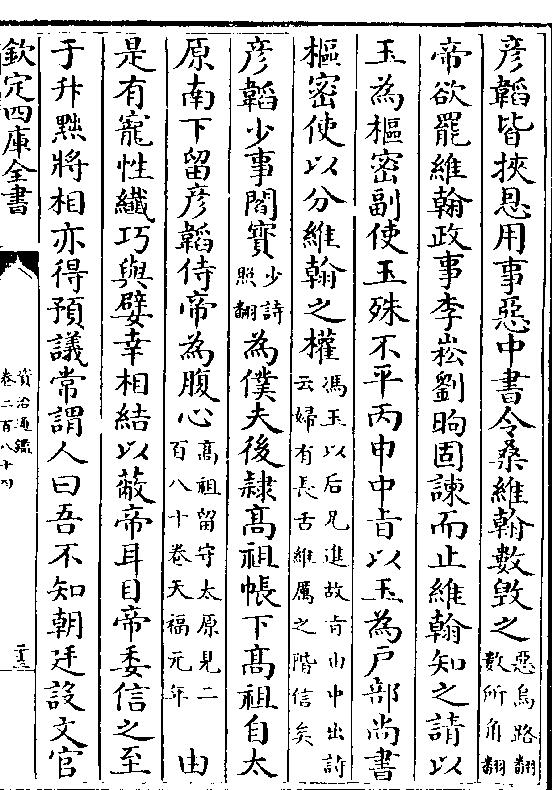 彦韜皆挾恩用事惡中書令桑維翰數毁之惡烏路翻數所角翻
帝欲罷維翰政事李崧劉昫固諫而止維翰知之請以
玉為樞密副使玉殊不平丙申中旨以玉為户部尚書
樞密使以分維翰之權馮玉以后兄進故㫖由中出詩云婦有長舌維厲之階信矣
彦韜少事閻寶少詩照翻為僕夫後隷髙祖帳下髙祖自太
原南下留彦韜侍帝為腹心髙祖留守太原見二百八十卷天福元年由
是有寵性纎巧與嬖幸相結以蔽帝耳目帝委信之至
于升黜將相亦得預議常謂人曰吾不知朝廷設文官
欽定四庫全書
資治通鑑
卷二百八十四